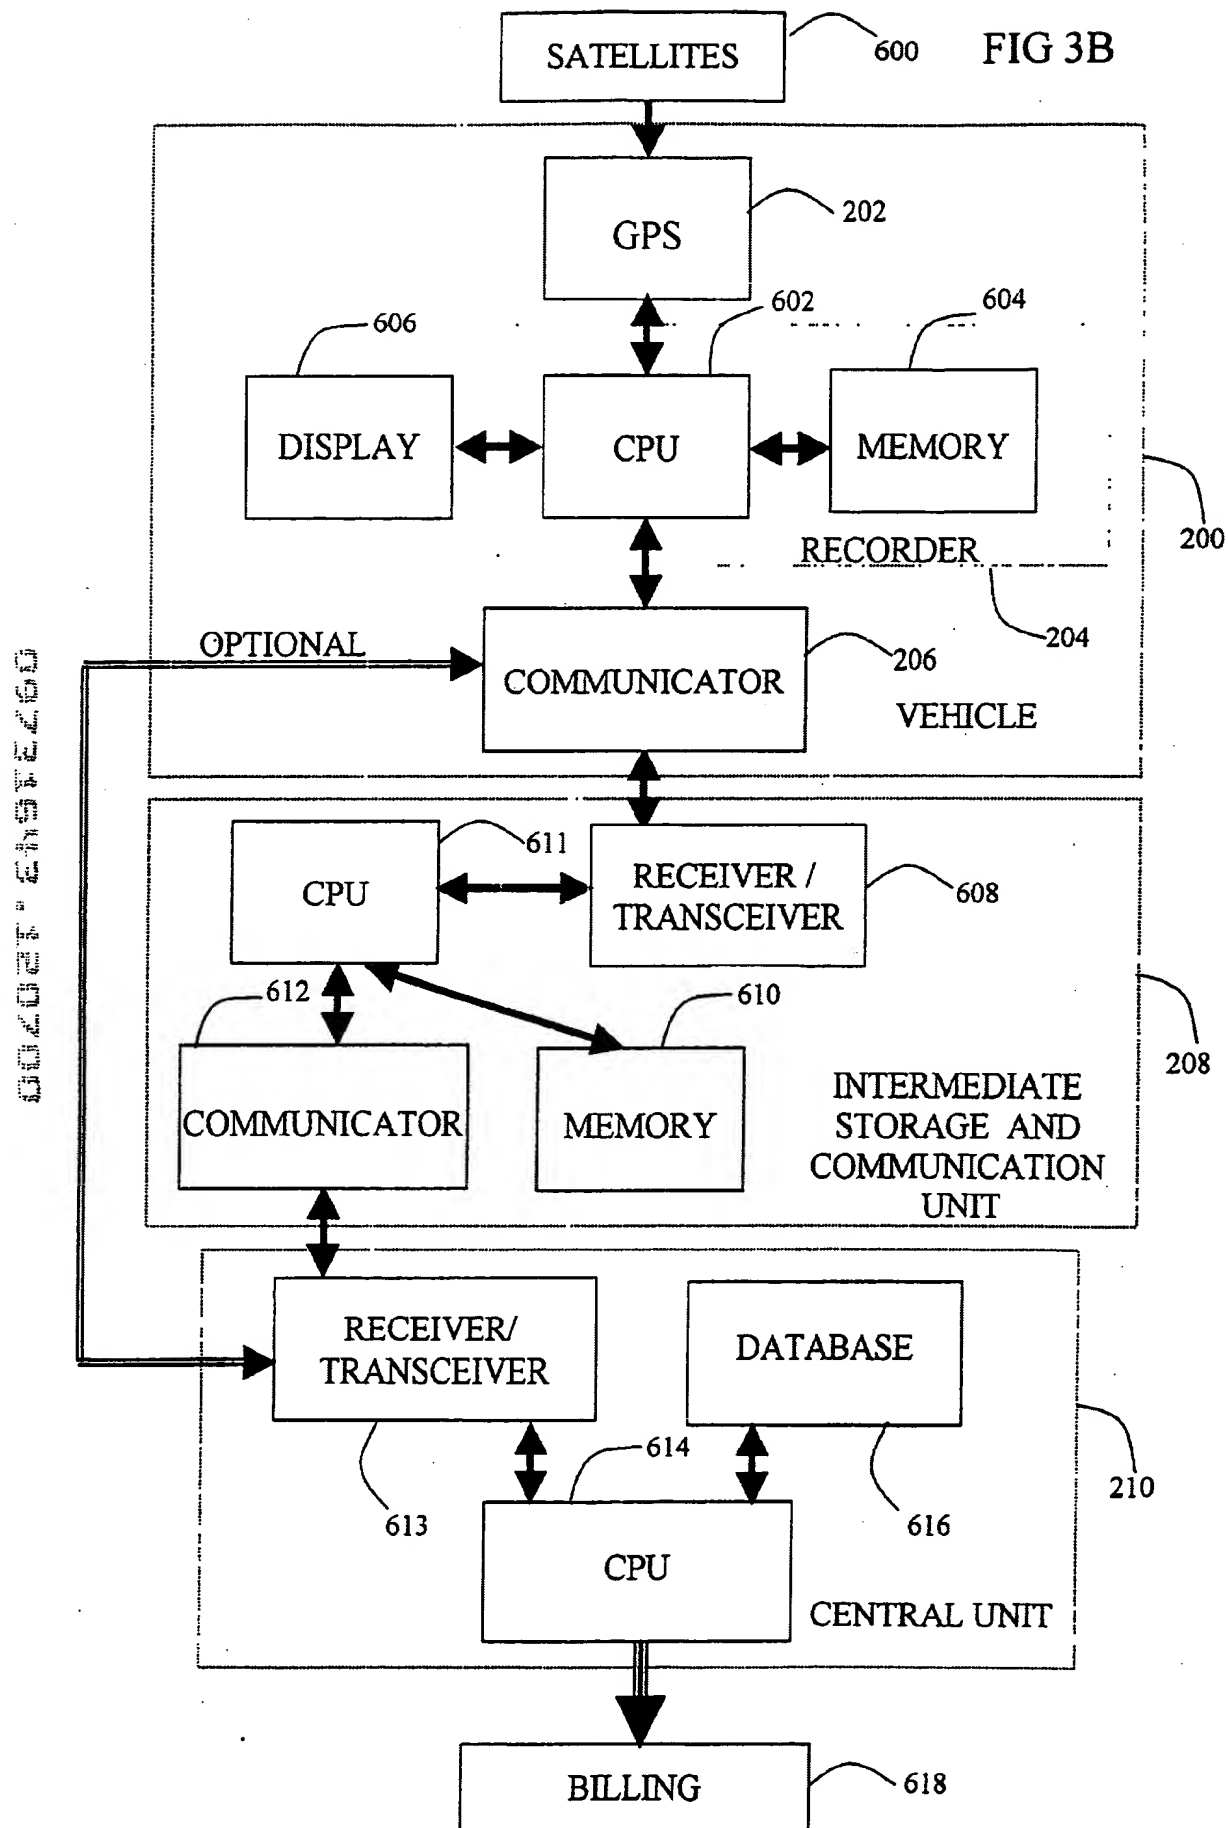 FIG 3B
SATELLITES
600
GPS
202
606
602
604
DISPLAY
CPU
MEMORY
200
RECORDER
204
OPTIONAL
COMMUNICATOR
206
VEHICLE
CPU
611
RECEIVER /
TRANSCEIVER
608
612
610
208
COMMUNICATOR
MEMORY
INTERMEDIATE
STORAGE AND
COMMUNICATION
UNIT
RECEIVER/
TRANSCEIVER
DATABASE
614
210
613
616
CPU
CENTRAL UNIT
BILLING
618